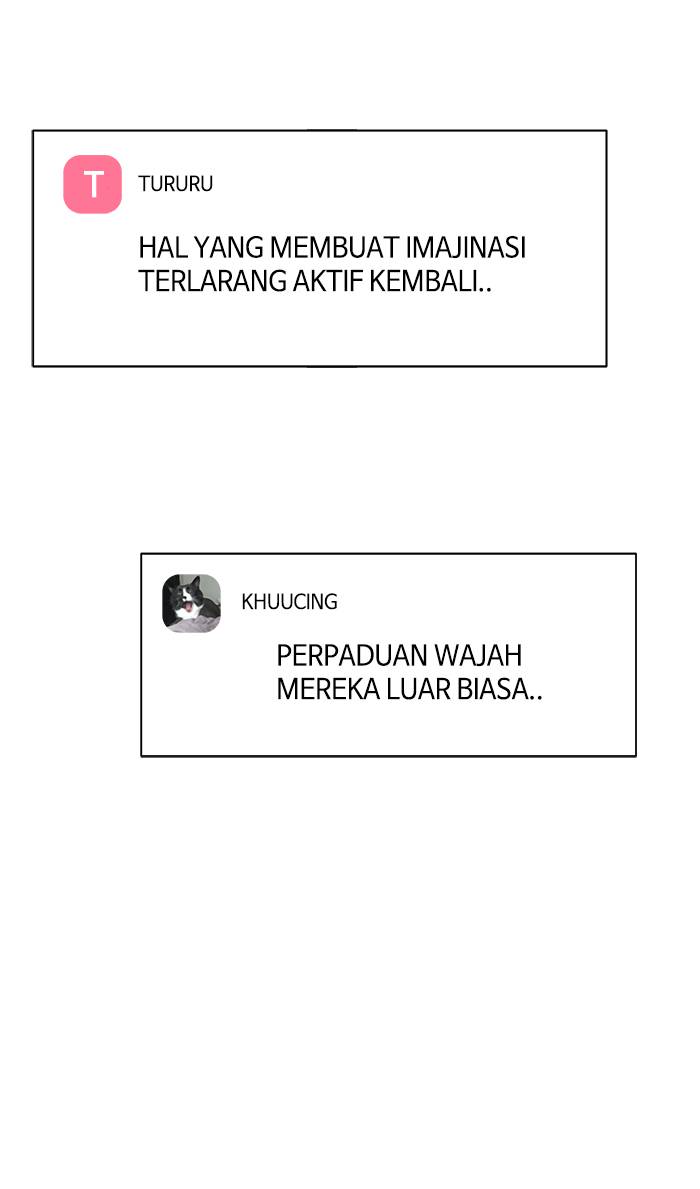 T
TURURU
HAL YANG MEMBUAT IMAJINASI
TERLARANG AKTIF KEMBALI..
KHUUCING
PERPADUAN WAJAH
MEREKA LUAR BIASA..